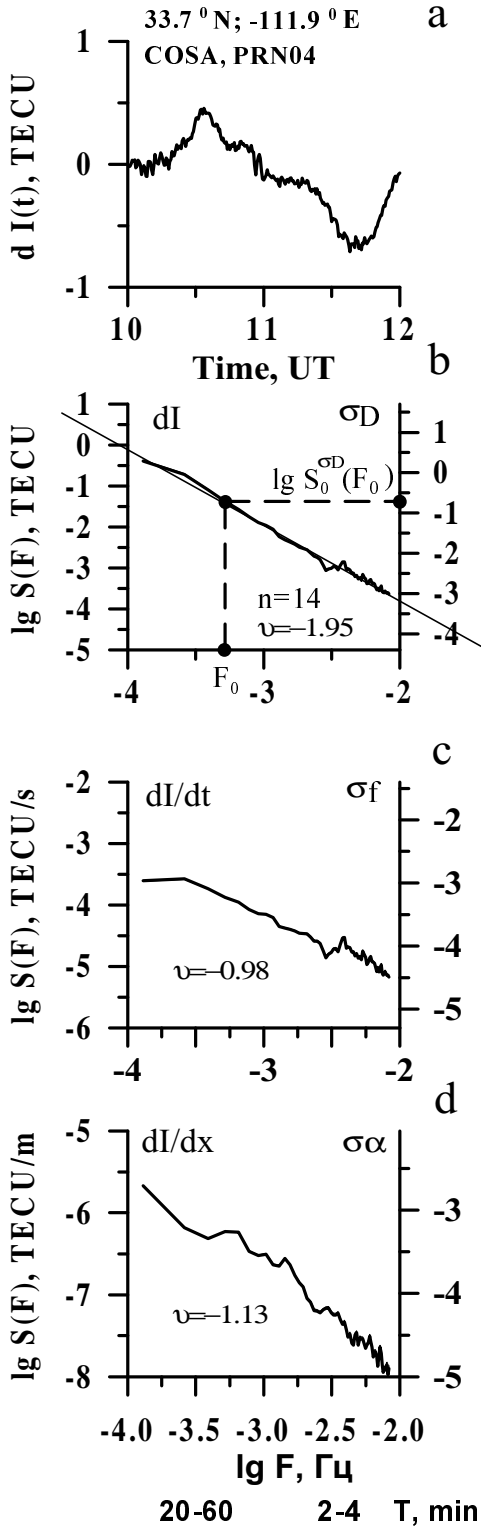 33.7 ⁰ N; -111.9 ⁰ E
a
COSA, PRN04
d I(t), TECU
1
0
-1
10 11 12
Time, UT
b
dI
σD
lg S(F), TECU
1
0
-1
-2
-3
-4
-5
1
0
-1
-2
-3
-4
lg S₀^σD(F₀)
n=14
υ=–1.95
-4 -3 -2
F₀
c
dI/dt
σf
lg S(F), TECU/s
-2
-3
-4
-5
-6
-2
-3
-4
-5
υ=–0.98
-4 -3 -2
d
dI/dx
σα
lg S(F), TECU/m
-5
-6
-7
-8
-3
-4
-5
υ=–1.13
-4.0 -3.5 -3.0 -2.5 -2.0
lg F, Гц
20-60 2-4 T, min